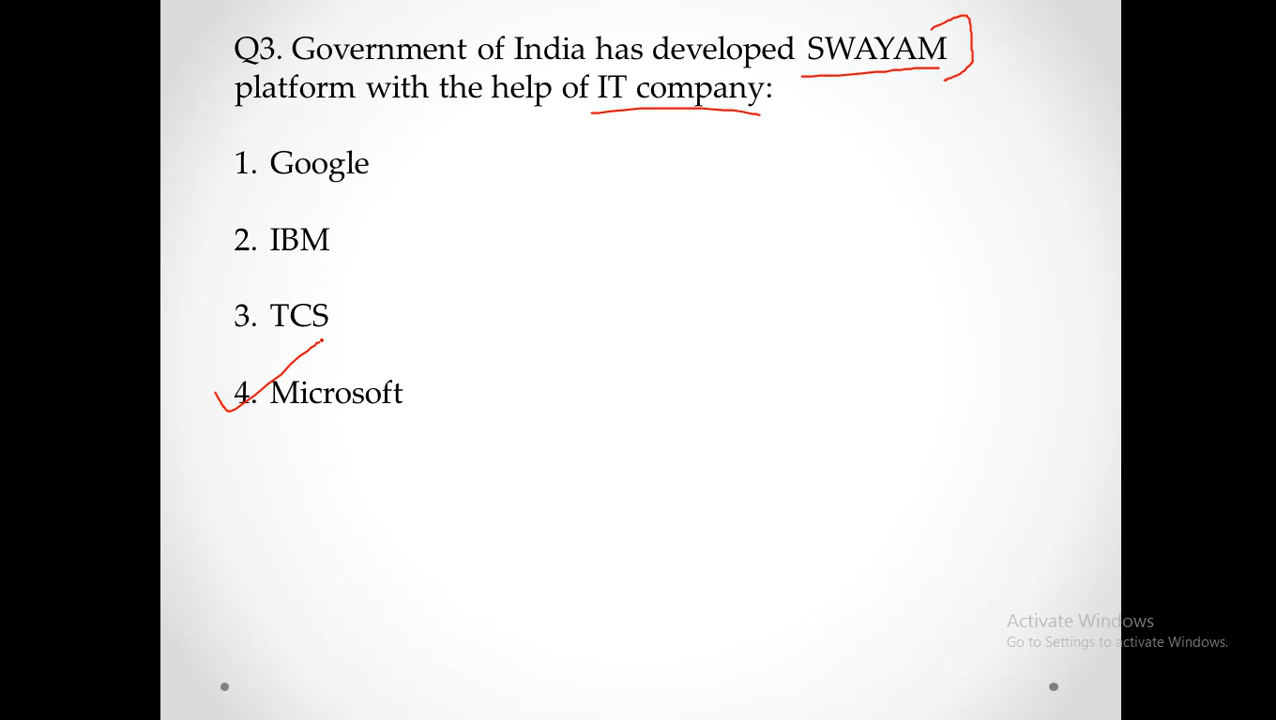 Q3. Government of India has developed SWAYAM
platform with the help of IT company:
1. Google
2. IBM
3. TCS
4. Microsoft
Activate Windows
Go to Settings to activate Windows.